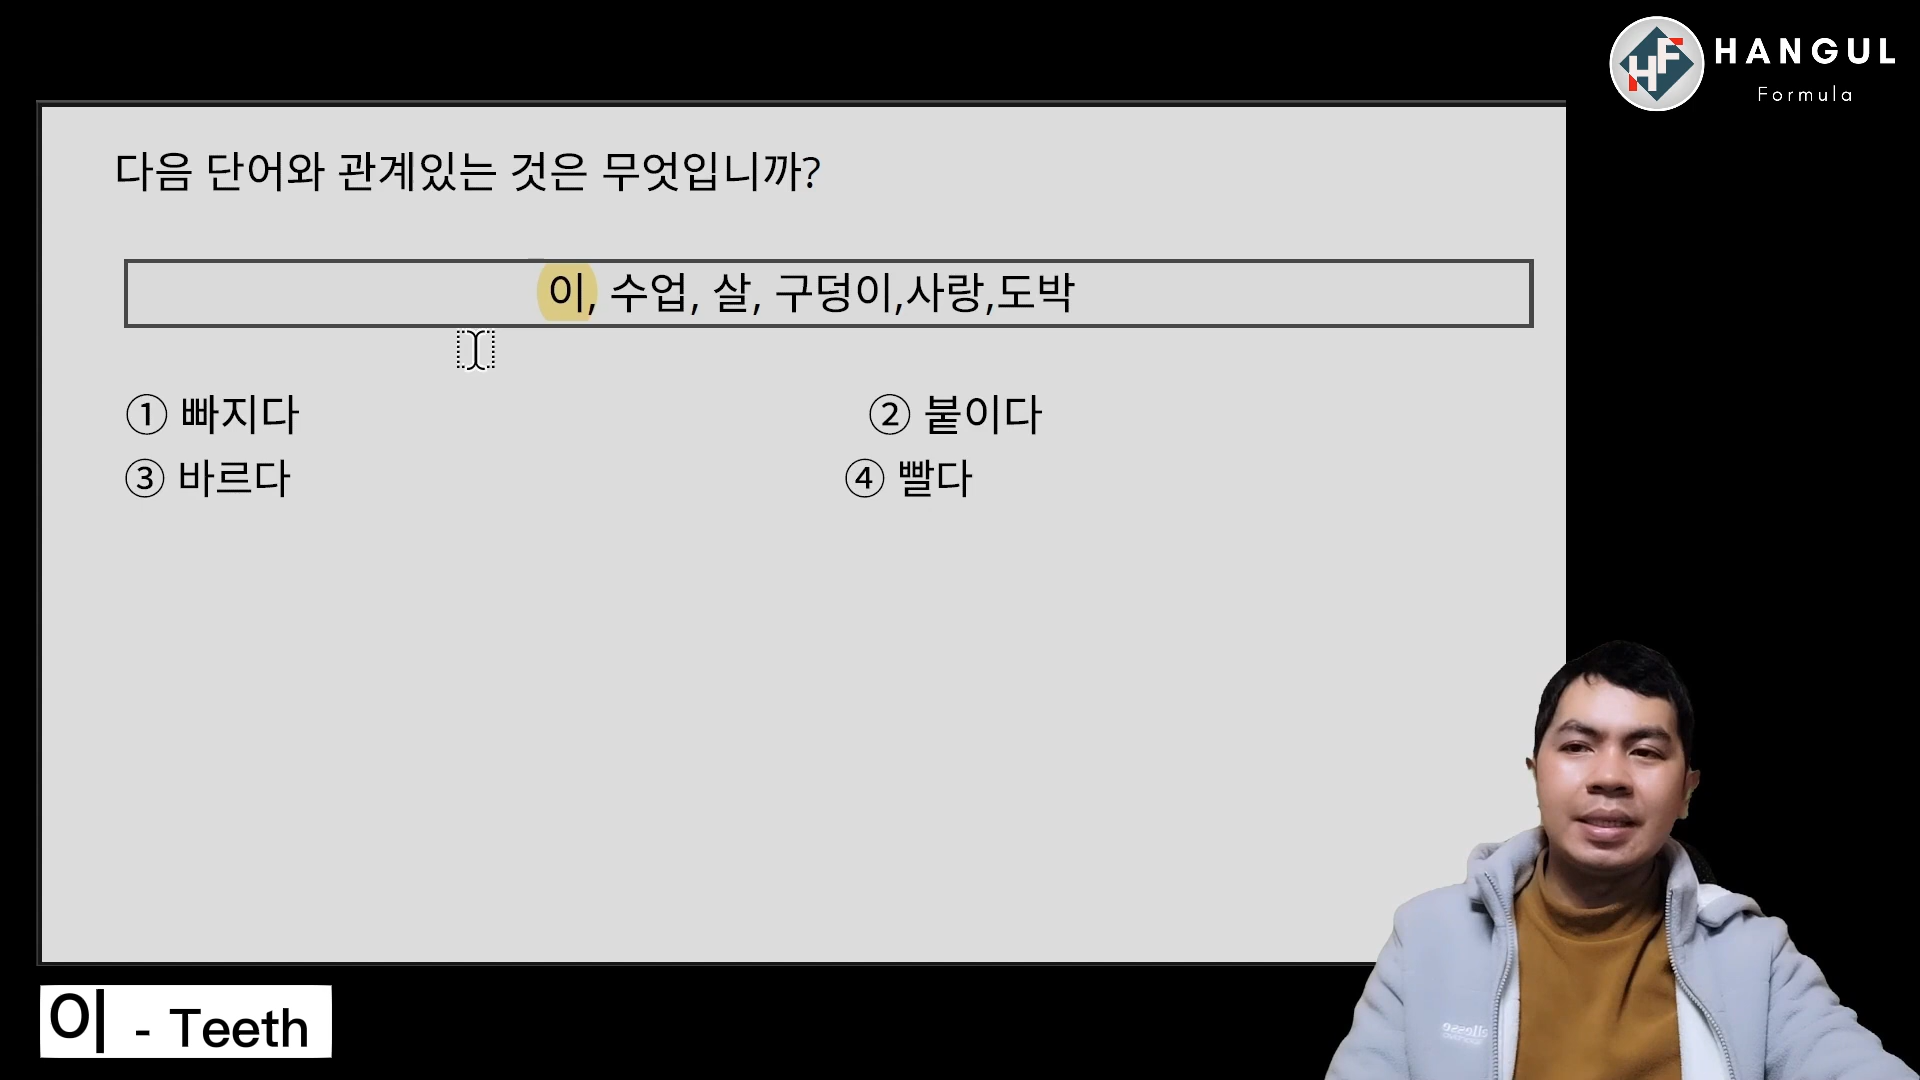 HANGUL
Formula
다음 단어와 관계있는 것은 무엇입니까?
이, 수업, 살, 구덩이,사랑,도박
① 빠지다
② 붙이다
③ 바르다
④ 빨다
이 - Teeth
ellesse